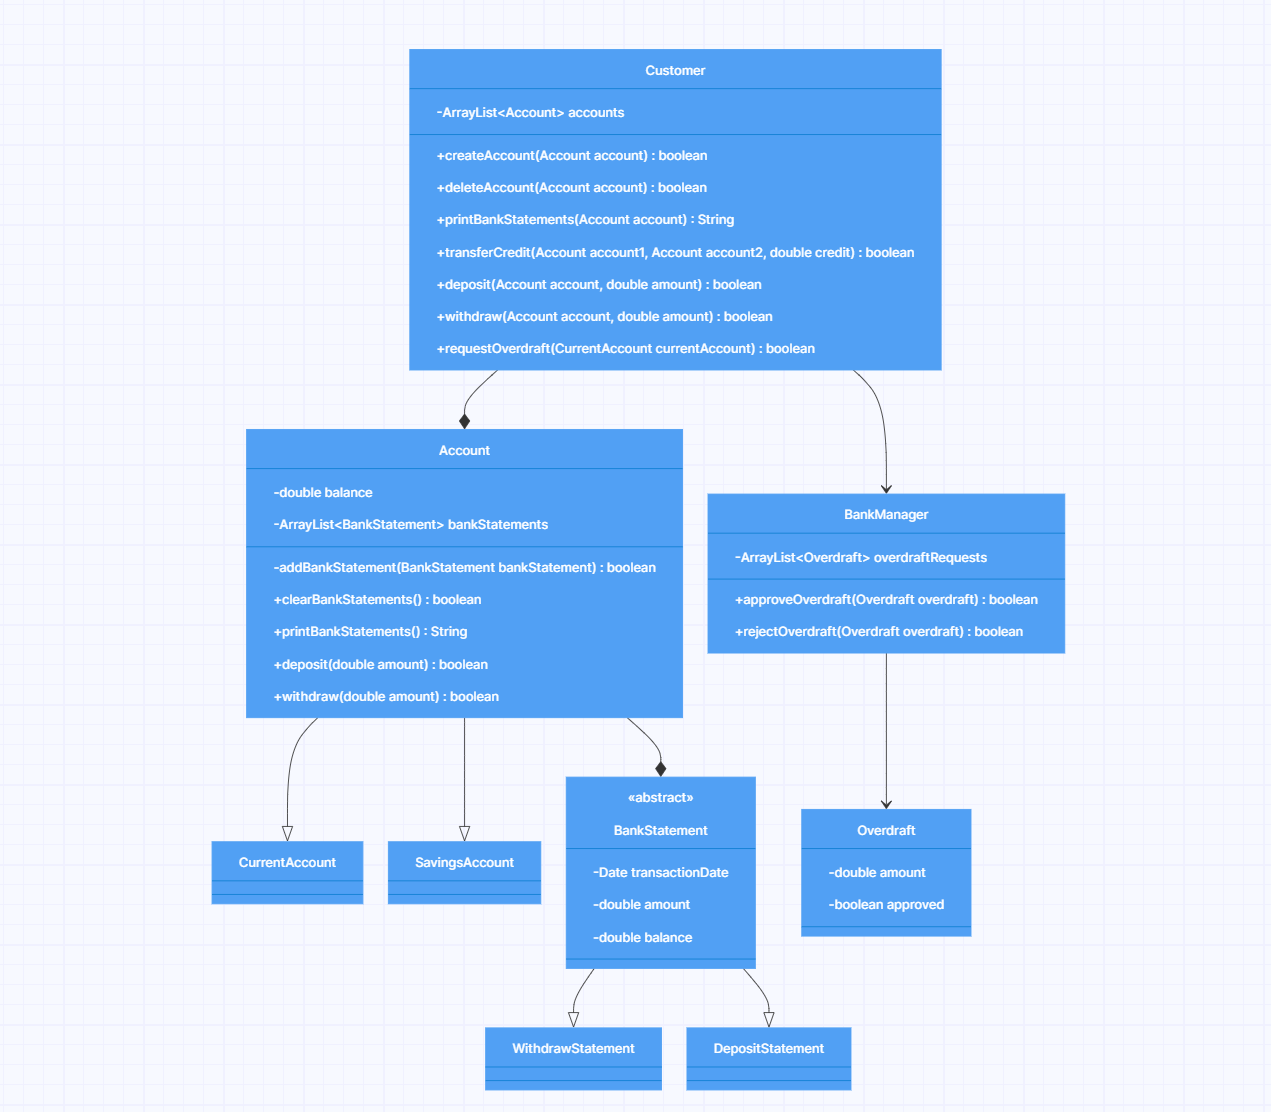 Customer
-ArrayList<Account> accounts
+createAccount(Account account) : boolean
+deleteAccount(Account account) : boolean
+printBankStatements(Account account) : String
+transferCredit(Account account1, Account account2, double credit) : boolean
+deposit(Account account, double amount) : boolean
+withdraw(Account account, double amount) : boolean
+requestOverdraft(CurrentAccount currentAccount) : boolean
Account
-double balance
-ArrayList<BankStatement> bankStatements
-addBankStatement(BankStatement bankStatement) : boolean
+clearBankStatements() : boolean
+printBankStatements() : String
+deposit(double amount) : boolean
+withdraw(double amount) : boolean
BankManager
-ArrayList<Overdraft> overdraftRequests
+approveOverdraft(Overdraft overdraft) : boolean
+rejectOverdraft(Overdraft overdraft) : boolean
CurrentAccount
SavingsAccount
«abstract»
BankStatement
-Date transactionDate
-double amount
-double balance
Overdraft
-double amount
-boolean approved
WithdrawStatement
DepositStatement